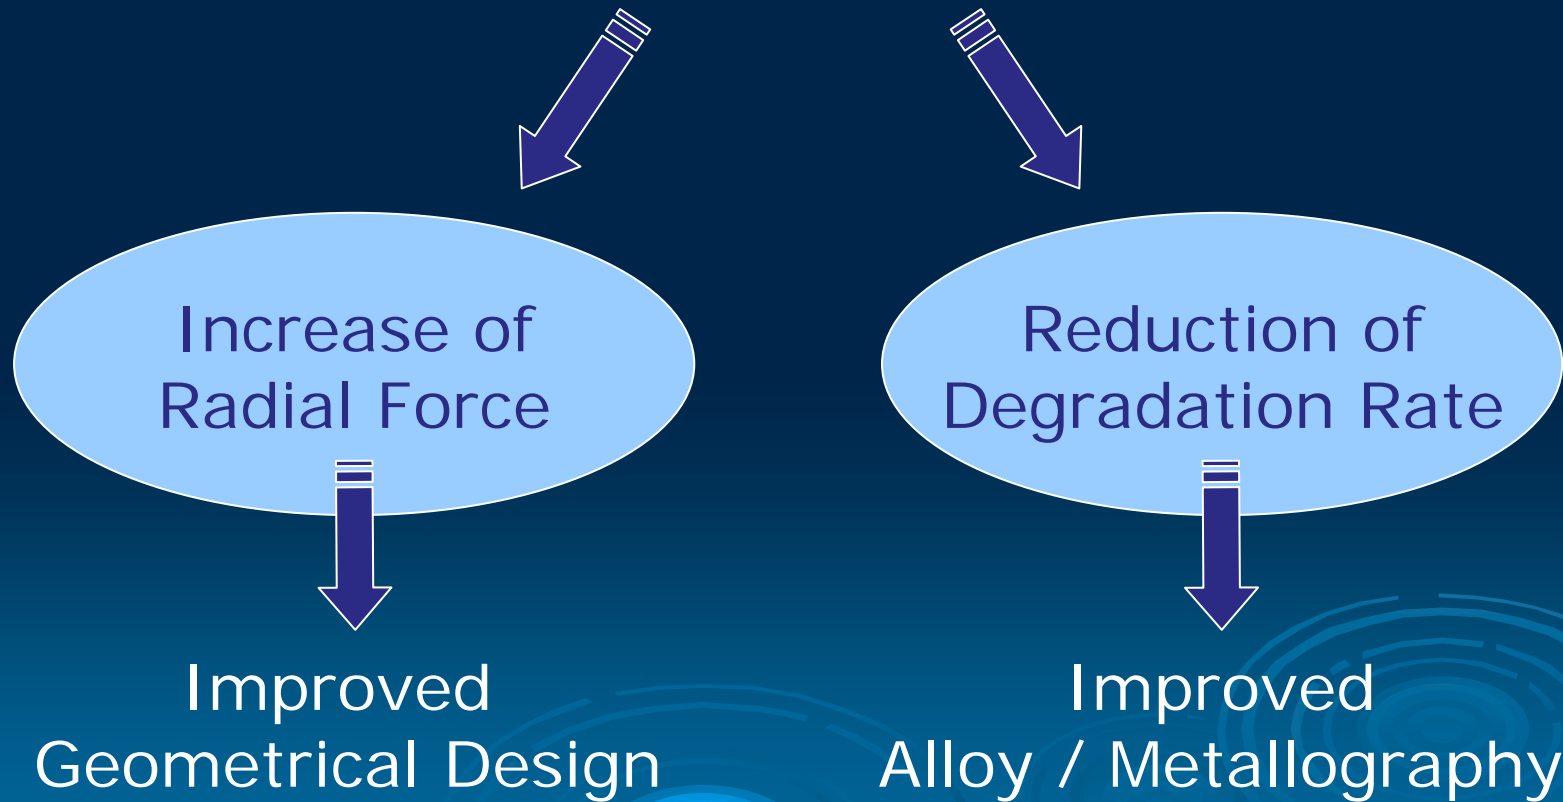 Increase of
Radial Force
Reduction of
Degradation Rate
Improved
Geometrical Design
Improved
Alloy / Metallography